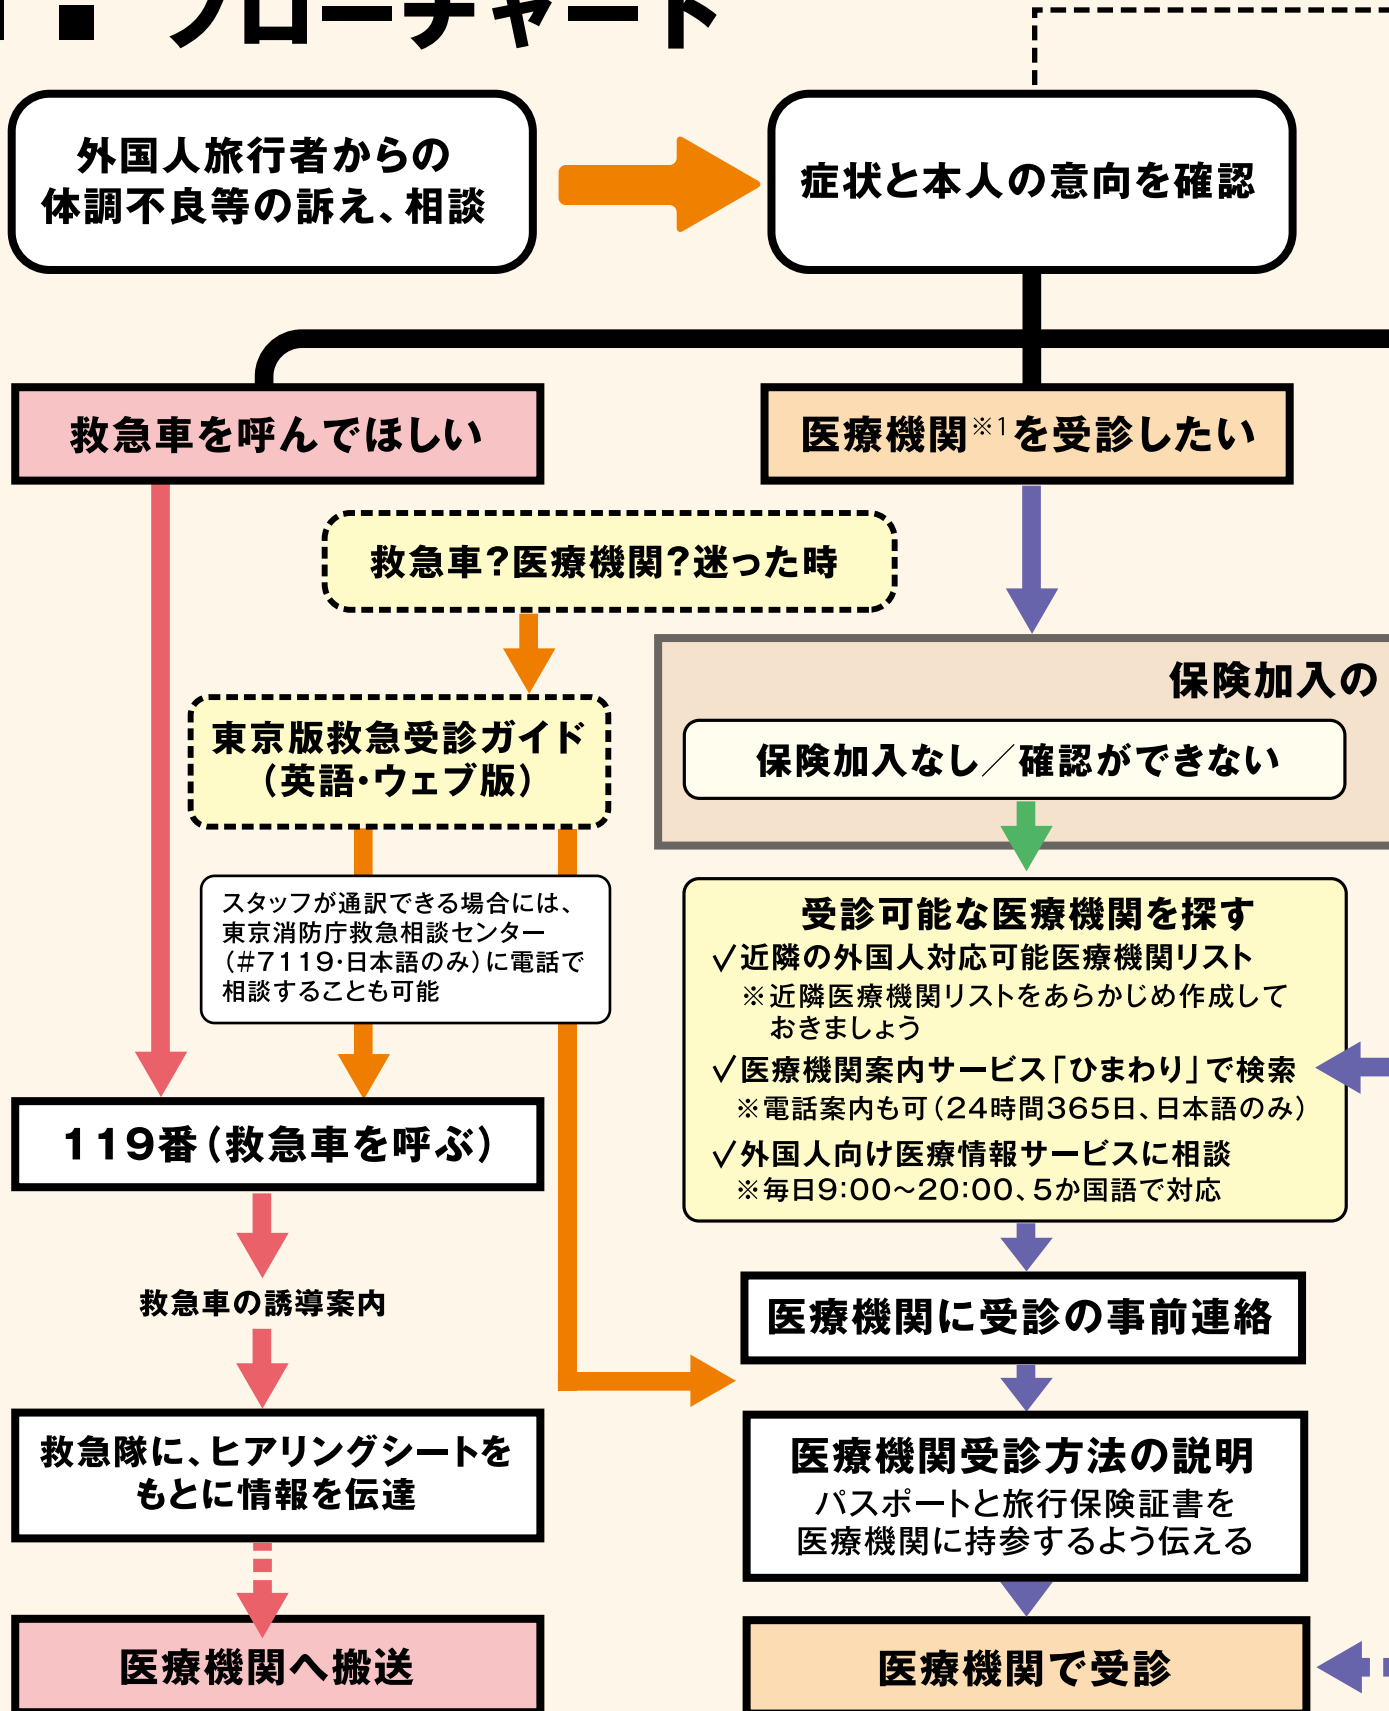 フローチャート
外国人旅行者からの
体調不良等の訴え、相談
症状と本人の意向を確認
救急車を呼んでほしい
医療機関※1を受診したい
救急車?医療機関?迷った時
東京版救急受診ガイド
（英語・ウェブ版）
スタッフが通訳できる場合には、
東京消防庁救急相談センター
（#7119・日本語のみ）に電話で
相談することも可能
保険加入の
保険加入なし／確認ができない
受診可能な医療機関を探す
✓近隣の外国人対応可能医療機関リスト
※近隣医療機関リストをあらかじめ作成して
おきましょう
✓医療機関案内サービス「ひまわり」で検索
※電話案内も可（24時間365日、日本語のみ）
✓外国人向け医療情報サービスに相談
※毎日9:00～20:00、5か国語で対応
119番（救急車を呼ぶ）
救急車の誘導案内
救急隊に、ヒアリングシートを
もとに情報を伝達
医療機関へ搬送
医療機関に受診の事前連絡
医療機関受診方法の説明
パスポートと旅行保険証書を
医療機関に持参するよう伝える
医療機関で受診